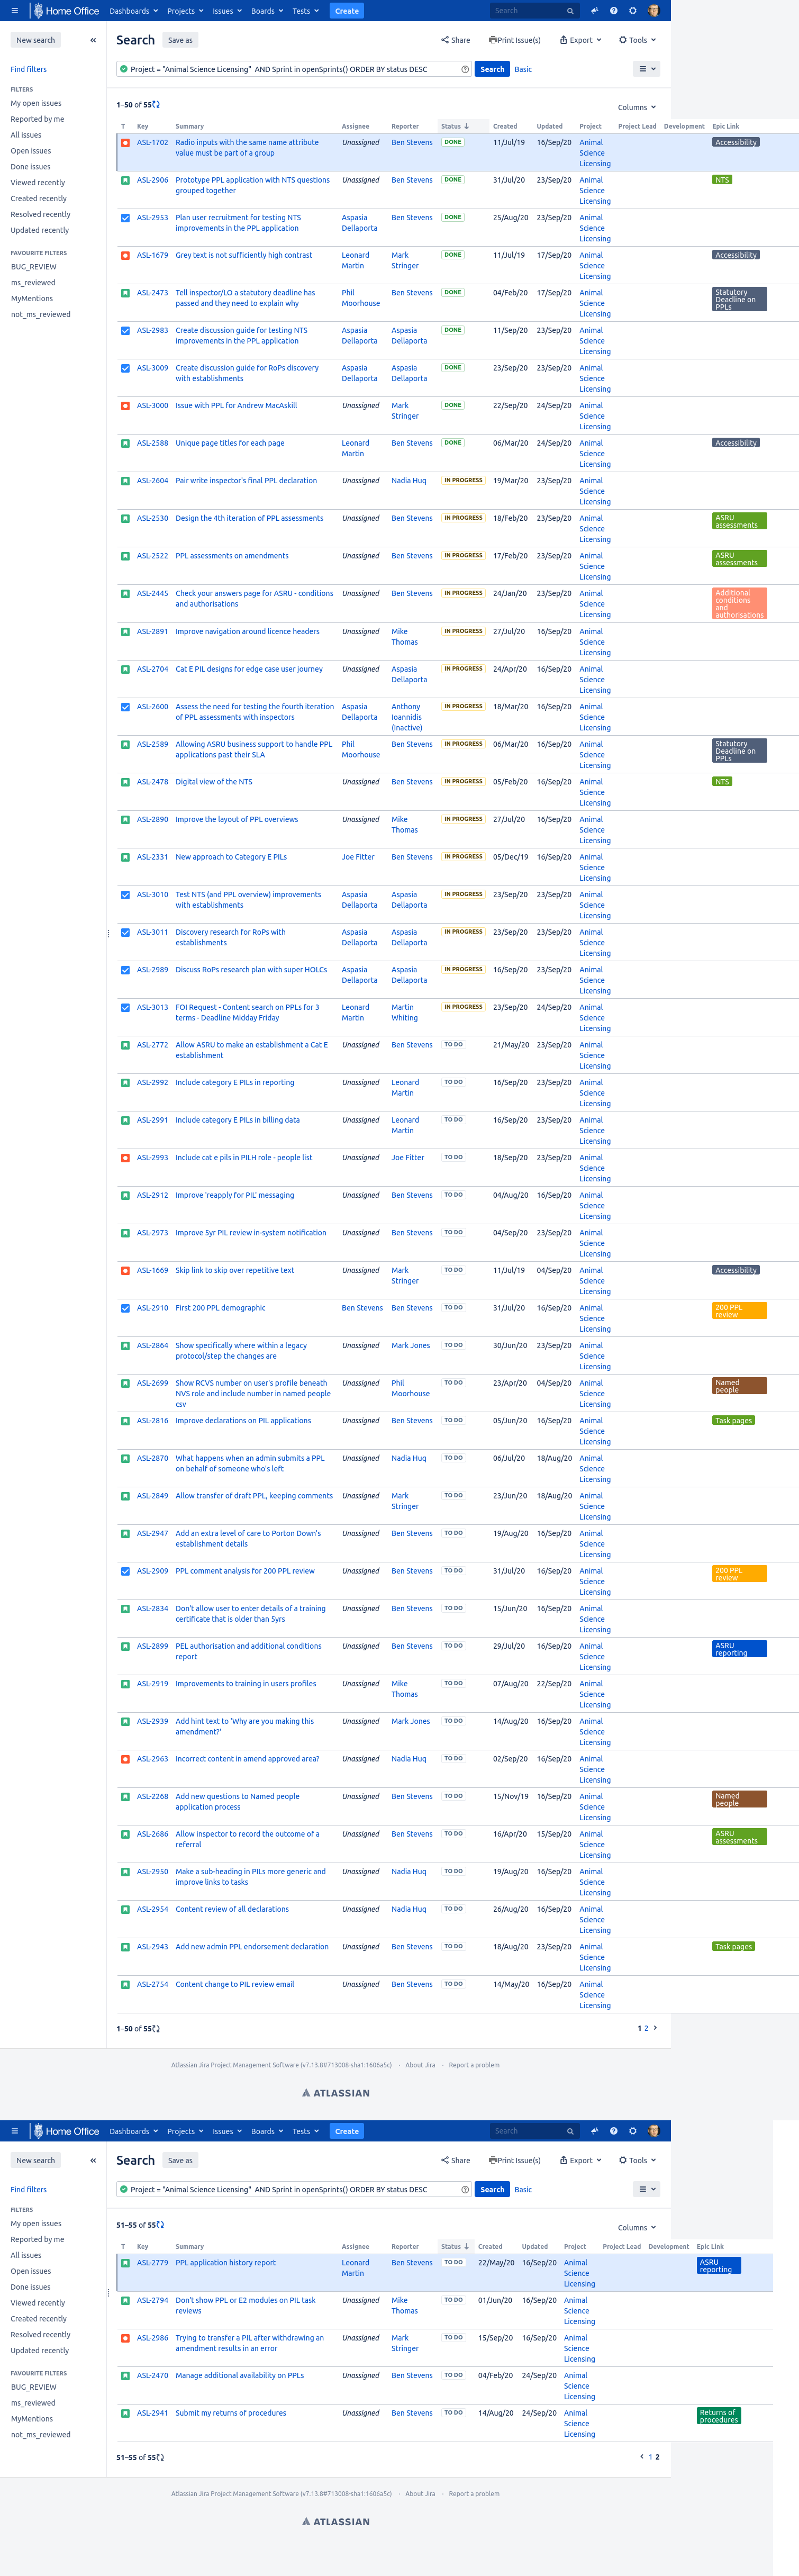 Home Office Dashboards Projects Issues Boards Tests Create Search
New search
Find filters
FILTERS
My open issues
Reported by me
All issues
Open issues
Done issues
Viewed recently
Created recently
Resolved recently
Updated recently
FAVOURITE FILTERS
BUG_REVIEW
ms_reviewed
MyMentions
not_ms_reviewed
Search Save as Share Print Issue(s) Export Tools
Project = "Animal Science Licensing" AND Sprint in openSprints() ORDER BY status DESC Search Basic
1–50 of 55 Columns
T Key Summary Assignee Reporter Status Created Updated Project Project Lead Development Epic Link
ASL-1702 Radio inputs with the same name attribute value must be part of a group Unassigned Ben Stevens DONE 11/Jul/19 16/Sep/20 Animal Science Licensing Accessibility
ASL-2906 Prototype PPL application with NTS questions grouped together Unassigned Ben Stevens DONE 31/Jul/20 23/Sep/20 Animal Science Licensing NTS
ASL-2953 Plan user recruitment for testing NTS improvements in the PPL application Aspasia Dellaporta Ben Stevens DONE 25/Aug/20 23/Sep/20 Animal Science Licensing
ASL-1679 Grey text is not sufficiently high contrast Leonard Martin Mark Stringer DONE 11/Jul/19 17/Sep/20 Animal Science Licensing Accessibility
ASL-2473 Tell inspector/LO a statutory deadline has passed and they need to explain why Phil Moorhouse Ben Stevens DONE 04/Feb/20 17/Sep/20 Animal Science Licensing Statutory Deadline on PPLs
ASL-2983 Create discussion guide for testing NTS improvements in the PPL application Aspasia Dellaporta Aspasia Dellaporta DONE 11/Sep/20 23/Sep/20 Animal Science Licensing
ASL-3009 Create discussion guide for RoPs discovery with establishments Aspasia Dellaporta Aspasia Dellaporta DONE 23/Sep/20 23/Sep/20 Animal Science Licensing
ASL-3000 Issue with PPL for Andrew MacAskill Unassigned Mark Stringer DONE 22/Sep/20 24/Sep/20 Animal Science Licensing
ASL-2588 Unique page titles for each page Leonard Martin Ben Stevens DONE 06/Mar/20 24/Sep/20 Animal Science Licensing Accessibility
ASL-2604 Pair write inspector's final PPL declaration Unassigned Nadia Huq IN PROGRESS 19/Mar/20 23/Sep/20 Animal Science Licensing
ASL-2530 Design the 4th iteration of PPL assessments Unassigned Ben Stevens IN PROGRESS 18/Feb/20 23/Sep/20 Animal Science Licensing ASRU assessments
ASL-2522 PPL assessments on amendments Unassigned Ben Stevens IN PROGRESS 17/Feb/20 23/Sep/20 Animal Science Licensing ASRU assessments
ASL-2445 Check your answers page for ASRU - conditions and authorisations Unassigned Ben Stevens IN PROGRESS 24/Jan/20 23/Sep/20 Animal Science Licensing Additional conditions and authorisations
ASL-2891 Improve navigation around licence headers Unassigned Mike Thomas IN PROGRESS 27/Jul/20 16/Sep/20 Animal Science Licensing
ASL-2704 Cat E PIL designs for edge case user journey Unassigned Aspasia Dellaporta IN PROGRESS 24/Apr/20 16/Sep/20 Animal Science Licensing
ASL-2600 Assess the need for testing the fourth iteration of PPL assessments with inspectors Aspasia Dellaporta Anthony Ioannidis (Inactive) IN PROGRESS 18/Mar/20 16/Sep/20 Animal Science Licensing
ASL-2589 Allowing ASRU business support to handle PPL applications past their SLA Phil Moorhouse Ben Stevens IN PROGRESS 06/Mar/20 16/Sep/20 Animal Science Licensing Statutory Deadline on PPLs
ASL-2478 Digital view of the NTS Unassigned Ben Stevens IN PROGRESS 05/Feb/20 16/Sep/20 Animal Science Licensing NTS
ASL-2890 Improve the layout of PPL overviews Unassigned Mike Thomas IN PROGRESS 27/Jul/20 16/Sep/20 Animal Science Licensing
ASL-2331 New approach to Category E PILs Joe Fitter Ben Stevens IN PROGRESS 05/Dec/19 16/Sep/20 Animal Science Licensing
ASL-3010 Test NTS (and PPL overview) improvements with establishments Aspasia Dellaporta Aspasia Dellaporta IN PROGRESS 23/Sep/20 23/Sep/20 Animal Science Licensing
ASL-3011 Discovery research for RoPs with establishments Aspasia Dellaporta Aspasia Dellaporta IN PROGRESS 23/Sep/20 23/Sep/20 Animal Science Licensing
ASL-2989 Discuss RoPs research plan with super HOLCs Aspasia Dellaporta Aspasia Dellaporta IN PROGRESS 16/Sep/20 23/Sep/20 Animal Science Licensing
ASL-3013 FOI Request - Content search on PPLs for 3 terms - Deadline Midday Friday Leonard Martin Martin Whiting IN PROGRESS 23/Sep/20 24/Sep/20 Animal Science Licensing
ASL-2772 Allow ASRU to make an establishment a Cat E establishment Unassigned Ben Stevens TO DO 21/May/20 23/Sep/20 Animal Science Licensing
ASL-2992 Include category E PILs in reporting Unassigned Leonard Martin TO DO 16/Sep/20 23/Sep/20 Animal Science Licensing
ASL-2991 Include category E PILs in billing data Unassigned Leonard Martin TO DO 16/Sep/20 23/Sep/20 Animal Science Licensing
ASL-2993 Include cat e pils in PILH role - people list Unassigned Joe Fitter TO DO 18/Sep/20 23/Sep/20 Animal Science Licensing
ASL-2912 Improve 'reapply for PIL' messaging Unassigned Ben Stevens TO DO 04/Aug/20 16/Sep/20 Animal Science Licensing
ASL-2973 Improve 5yr PIL review in-system notification Unassigned Ben Stevens TO DO 04/Sep/20 23/Sep/20 Animal Science Licensing
ASL-1669 Skip link to skip over repetitive text Unassigned Mark Stringer TO DO 11/Jul/19 04/Sep/20 Animal Science Licensing Accessibility
ASL-2910 First 200 PPL demographic Ben Stevens Ben Stevens TO DO 31/Jul/20 16/Sep/20 Animal Science Licensing 200 PPL review
ASL-2864 Show specifically where within a legacy protocol/step the changes are Unassigned Mark Jones TO DO 30/Jun/20 23/Sep/20 Animal Science Licensing
ASL-2699 Show RCVS number on user's profile beneath NVS role and include number in named people csv Unassigned Phil Moorhouse TO DO 23/Apr/20 04/Sep/20 Animal Science Licensing Named people
ASL-2816 Improve declarations on PIL applications Unassigned Ben Stevens TO DO 05/Jun/20 16/Sep/20 Animal Science Licensing Task pages
ASL-2870 What happens when an admin submits a PPL on behalf of someone who's left Unassigned Nadia Huq TO DO 06/Jul/20 18/Aug/20 Animal Science Licensing
ASL-2849 Allow transfer of draft PPL, keeping comments Unassigned Mark Stringer TO DO 23/Jun/20 18/Aug/20 Animal Science Licensing
ASL-2947 Add an extra level of care to Porton Down's establishment details Unassigned Ben Stevens TO DO 19/Aug/20 16/Sep/20 Animal Science Licensing
ASL-2909 PPL comment analysis for 200 PPL review Unassigned Ben Stevens TO DO 31/Jul/20 16/Sep/20 Animal Science Licensing 200 PPL review
ASL-2834 Don't allow user to enter details of a training certificate that is older than 5yrs Unassigned Ben Stevens TO DO 15/Jun/20 16/Sep/20 Animal Science Licensing
ASL-2899 PEL authorisation and additional conditions report Unassigned Ben Stevens TO DO 29/Jul/20 16/Sep/20 Animal Science Licensing ASRU reporting
ASL-2919 Improvements to training in users profiles Unassigned Mike Thomas TO DO 07/Aug/20 22/Sep/20 Animal Science Licensing
ASL-2939 Add hint text to 'Why are you making this amendment?' Unassigned Mark Jones TO DO 14/Aug/20 16/Sep/20 Animal Science Licensing
ASL-2963 Incorrect content in amend approved area? Unassigned Nadia Huq TO DO 02/Sep/20 16/Sep/20 Animal Science Licensing
ASL-2268 Add new questions to Named people application process Unassigned Ben Stevens TO DO 15/Nov/19 16/Sep/20 Animal Science Licensing Named people
ASL-2686 Allow inspector to record the outcome of a referral Unassigned Ben Stevens TO DO 16/Apr/20 15/Sep/20 Animal Science Licensing ASRU assessments
ASL-2950 Make a sub-heading in PILs more generic and improve links to tasks Unassigned Nadia Huq TO DO 19/Aug/20 16/Sep/20 Animal Science Licensing
ASL-2954 Content review of all declarations Unassigned Nadia Huq TO DO 26/Aug/20 16/Sep/20 Animal Science Licensing
ASL-2943 Add new admin PPL endorsement declaration Unassigned Ben Stevens TO DO 18/Aug/20 23/Sep/20 Animal Science Licensing Task pages
ASL-2754 Content change to PIL review email Unassigned Ben Stevens TO DO 14/May/20 16/Sep/20 Animal Science Licensing
1–50 of 55 1 2
Atlassian Jira Project Management Software (v7.13.8#713008-sha1:1606a5c) · About Jira · Report a problem
ATLASSIAN
Home Office Dashboards Projects Issues Boards Tests Create Search
New search
Find filters
FILTERS
My open issues
Reported by me
All issues
Open issues
Done issues
Viewed recently
Created recently
Resolved recently
Updated recently
FAVOURITE FILTERS
BUG_REVIEW
ms_reviewed
MyMentions
not_ms_reviewed
Search Save as Share Print Issue(s) Export Tools
Project = "Animal Science Licensing" AND Sprint in openSprints() ORDER BY status DESC Search Basic
51–55 of 55 Columns
T Key Summary Assignee Reporter Status Created Updated Project Project Lead Development Epic Link
ASL-2779 PPL application history report Leonard Martin Ben Stevens TO DO 22/May/20 16/Sep/20 Animal Science Licensing ASRU reporting
ASL-2794 Don't show PPL or E2 modules on PIL task reviews Unassigned Mike Thomas TO DO 01/Jun/20 16/Sep/20 Animal Science Licensing
ASL-2986 Trying to transfer a PIL after withdrawing an amendment results in an error Unassigned Mark Stringer TO DO 15/Sep/20 16/Sep/20 Animal Science Licensing
ASL-2470 Manage additional availability on PPLs Unassigned Ben Stevens TO DO 04/Feb/20 24/Sep/20 Animal Science Licensing
ASL-2941 Submit my returns of procedures Unassigned Ben Stevens TO DO 14/Aug/20 24/Sep/20 Animal Science Licensing Returns of procedures
51–55 of 55 1 2
Atlassian Jira Project Management Software (v7.13.8#713008-sha1:1606a5c) · About Jira · Report a problem
ATLASSIAN